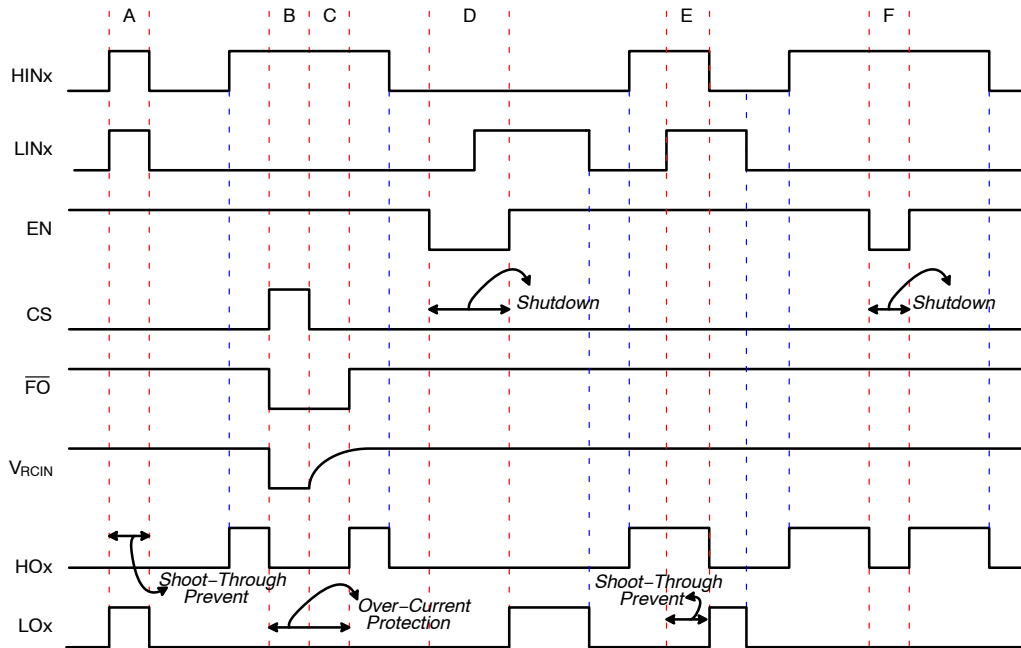 A B C D E F
HINx
LINx
EN
CS
Shutdown
Shutdown
FO
VRCIN
HOx
Shoot−Through
Prevent
Over−Current
Protection
Shoot−Through
Prevent
LOx